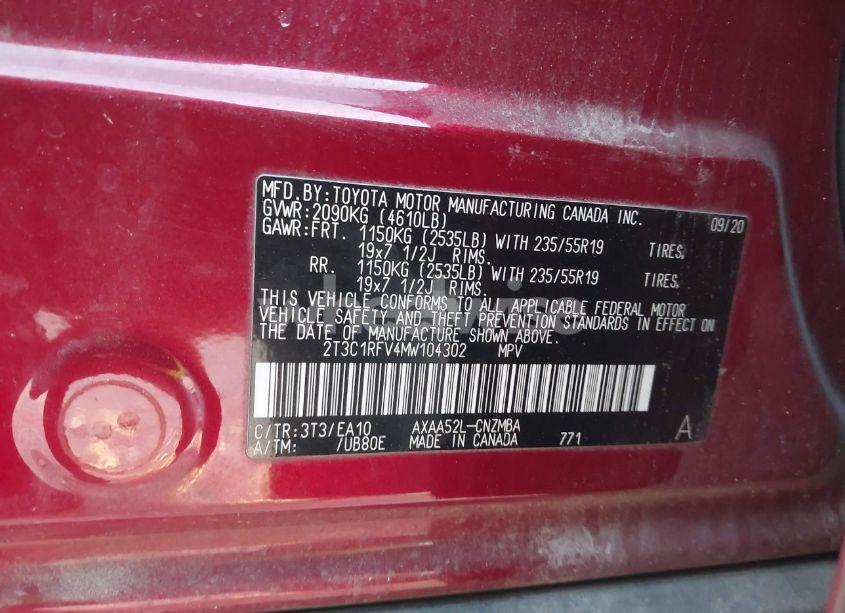 MFD.BY:TOYOTA MOTOR MANUFACTURING CANADA INC. 09/20
GVWR:2090KG (4610LB)
GAWR:FRT. 1150KG (2535LB) WITH 235/55R19 TIRES,
19x7 1/2J RIMS.
RR. 1150KG (2535LB) WITH 235/55R19 TIRES,
19x7 1/2J RIMS.
THIS VEHICLE CONFORMS TO ALL APPLICABLE FEDERAL MOTOR
VEHICLE SAFETY AND THEFT PREVENTION STANDARDS IN EFFECT ON
THE DATE OF MANUFACTURE SHOWN ABOVE.
2T3C1RFV4MW104302 MPV
C/TR:3T3/EA10 AXAA52L-CNZMBA A
A/TM: /UB80E MADE IN CANADA 771